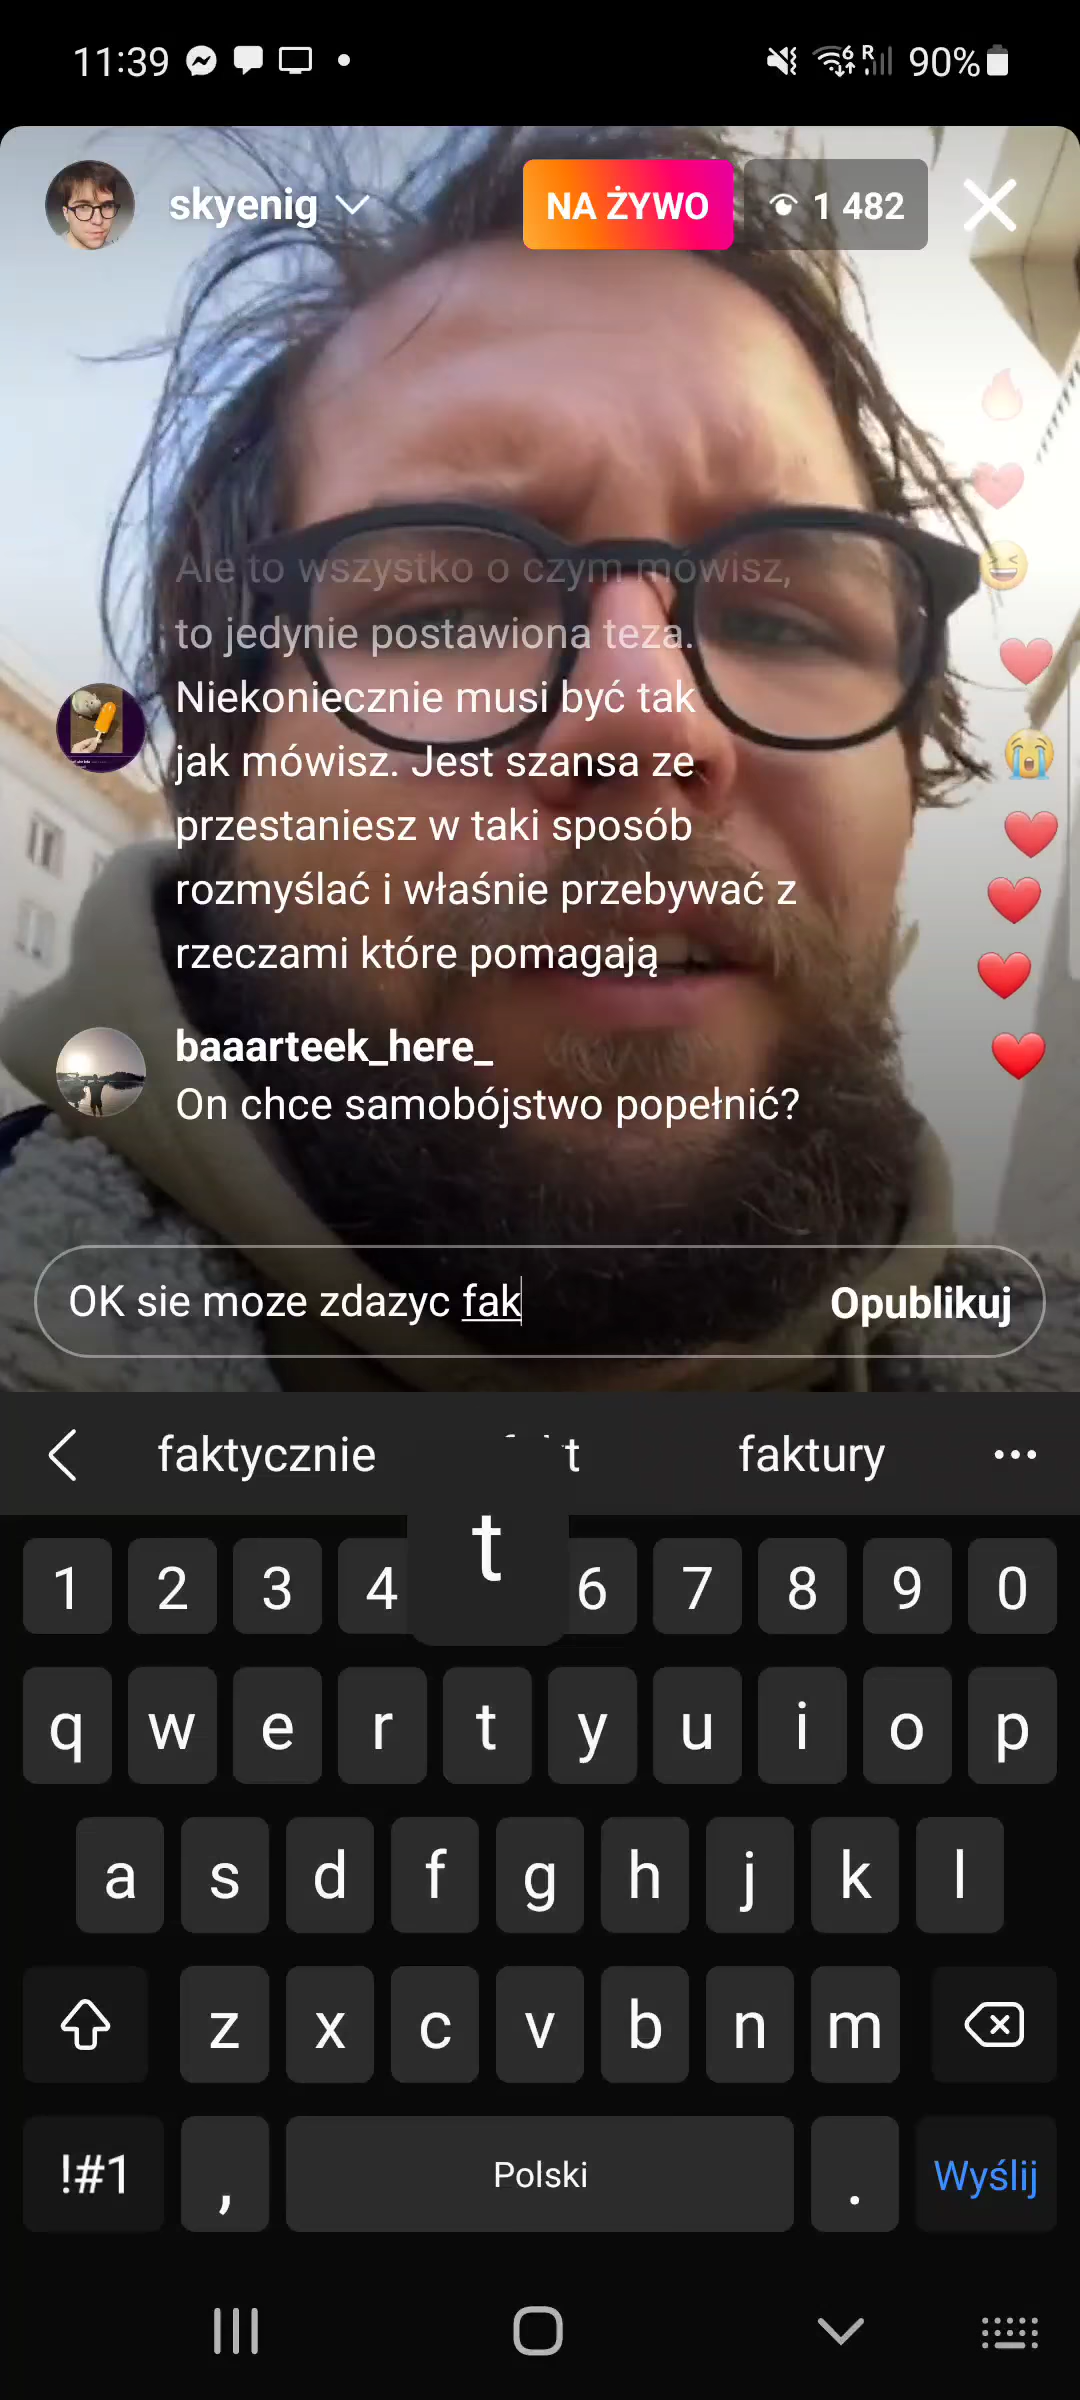 11:39
6 R 90%
skyenig
NA ŻYWO
1 482
Ale to wszystko o czym mówisz,
to jedynie postawiona teza.
Niekoniecznie musi być tak
jak mówisz. Jest szansa ze
przestaniesz w taki sposób
rozmyślać i właśnie przebywać z
rzeczami które pomagają
baaarteek_here_
On chce samobójstwo popełnić?
OK sie moze zdazyc fak
Opublikuj
faktycznie
faktury
t
1 2 3 4 6 7 8 9 0
q w e r t y u i o p
a s d f g h j k l
z x c v b n m
!#1 , Polski . Wyślij